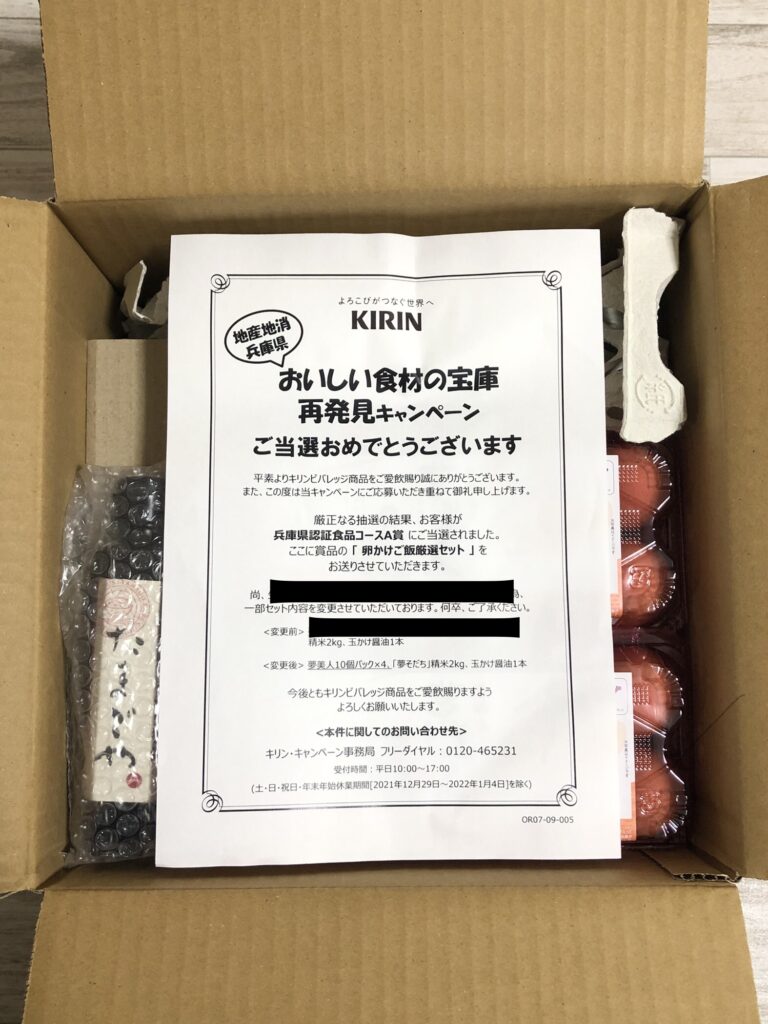 よろこびがつなぐ世界へ
KIRIN
地産地消
兵庫県
おいしい食材の宝庫
再発見キャンペーン
ご当選おめでとうございます
平素よりキリンビバレッジ商品をご愛飲賜り誠にありがとうございます。
また、この度は当キャンペーンにご応募いただき重ねて御礼申し上げます。
厳正なる抽選の結果、お客様が
兵庫県認証食品コースA賞 にご当選されました。
ここに賞品の「 卵かけご飯厳選セット 」を
お送りさせていただきます。
尚、
一部セット内容を変更させていただいております。何卒、ご了承ください。
<変更前>
精米2kg、玉かけ醤油1本
<変更後> 夢美人10個パック×4、「夢そだち」精米2kg、玉かけ醤油1本
今後ともキリンビバレッジ商品をご愛飲賜りますよう
よろしくお願いいたします。
<本件に関してのお問い合わせ先>
キリン・キャンペーン事務局 フリーダイヤル：0120-465231
受付時間：平日10:00～17:00
(土・日・祝日・年末年始休業期間[2021年12月29日～2022年1月4日]を除く)
OR07-09-005